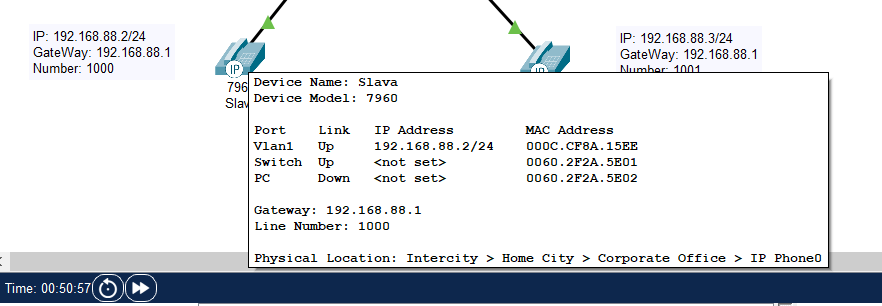 IP: 192.168.88.2/24
GateWay: 192.168.88.1
Number: 1000
IP: 192.168.88.3/24
GateWay: 192.168.88.1
Number: 1001
IP
IP
796
Slav
Device Name: Slava
Device Model: 7960
Port Link IP Address MAC Address
Vlan1 Up 192.168.88.2/24 000C.CF8A.15EE
Switch Up <not set> 0060.2F2A.5E01
PC Down <not set> 0060.2F2A.5E02
Gateway: 192.168.88.1
Line Number: 1000
Physical Location: Intercity > Home City > Corporate Office > IP Phone0
Time: 00:50:57